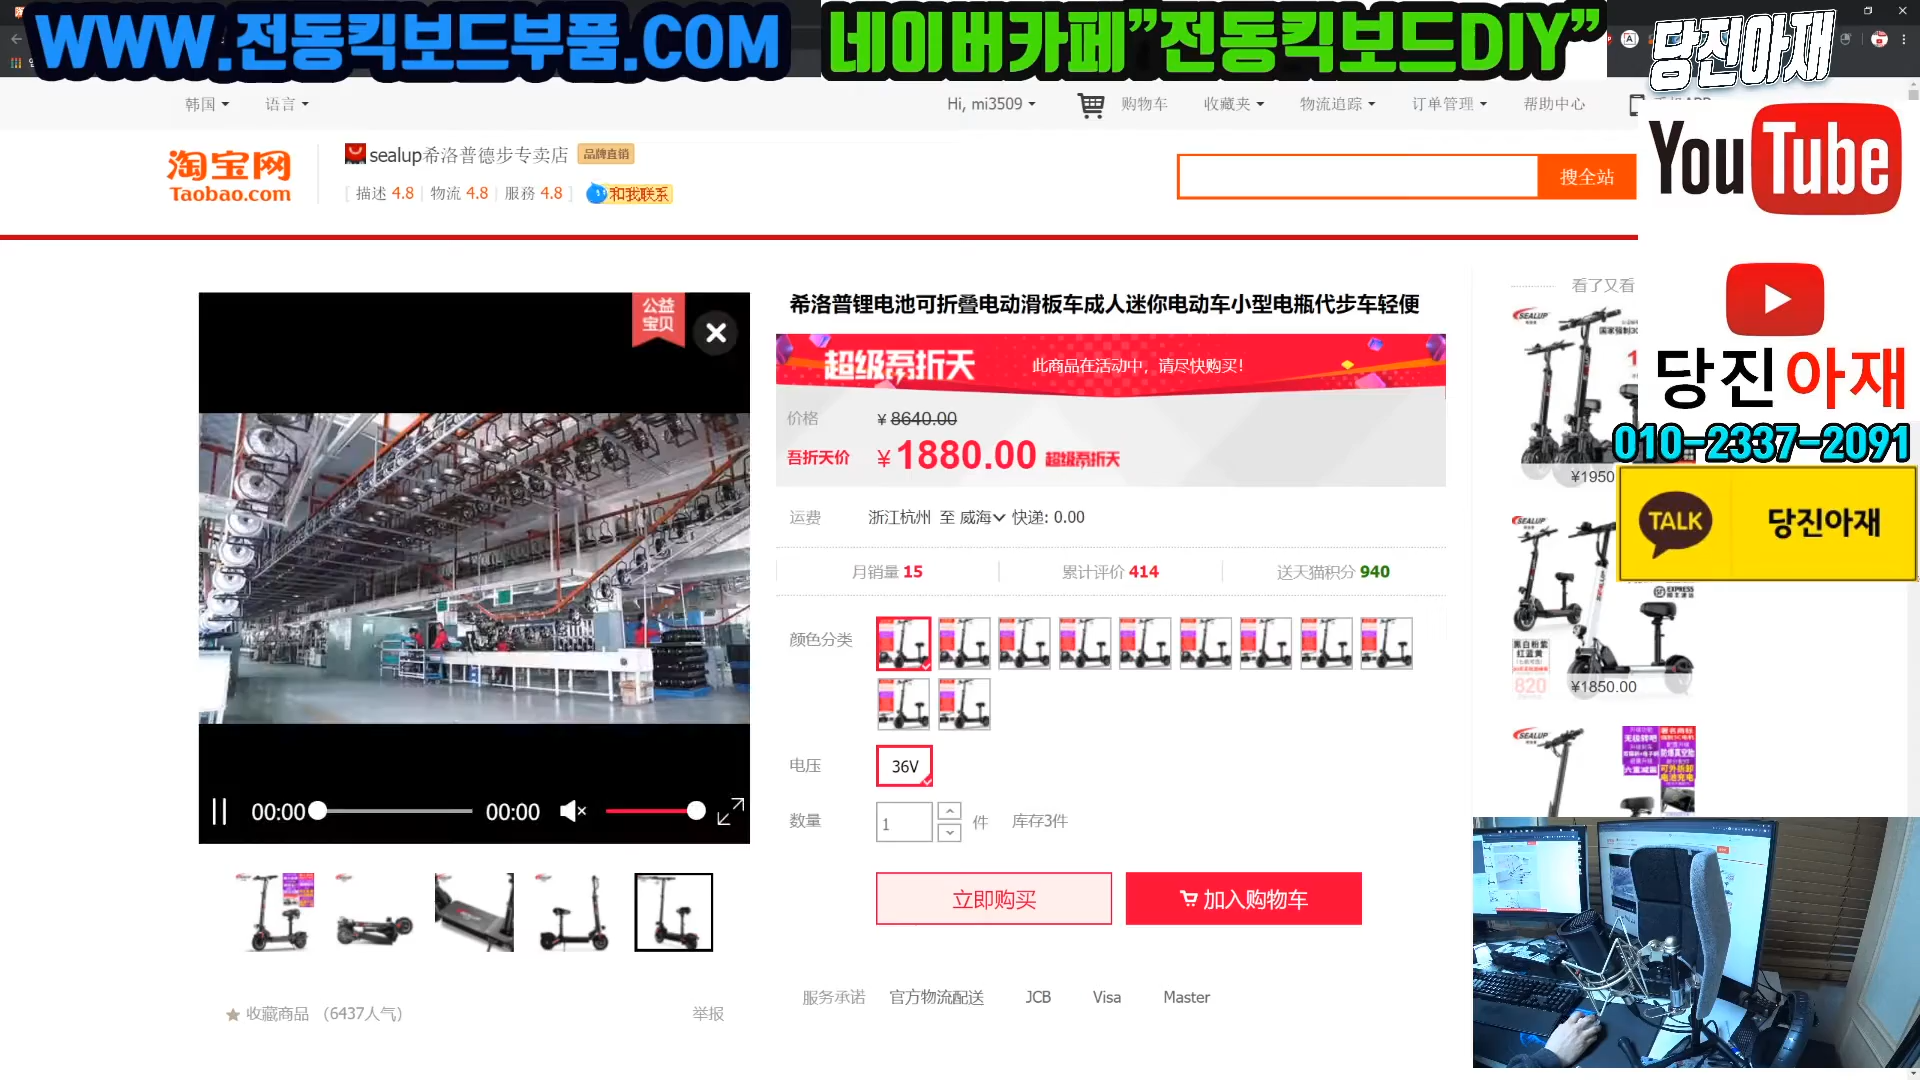 WWW.전동킥보드부품.COM
네이버카페”전동킥보드DIY”
당진아재
韩国
语言
Hi, mi3509
购物车
收藏夹
物流追踪
订单管理
帮助中心
淘宝网
Taobao.com
sealup希洛普德步专卖店
品牌直销
[ 描述 4.8 | 物流 4.8 | 服務 4.8 ]
和我联系
搜全站
YouTube
公益
宝贝
00:00
00:00
希洛普锂电池可折叠电动滑板车成人迷你电动车小型电瓶代步车轻便
超级吾折天
此商品在活动中，请尽快购买！
价格
¥ 8640.00
吾折天价
¥ 1880.00
超级吾折天
运费
浙江杭州 至 威海 快递: 0.00
月销量 15
累计评价 414
送天猫积分 940
颜色分类
电压
36V
数量
1
件
库存3件
立即购买
加入购物车
服务承诺
官方物流配送
JCB
Visa
Master
收藏商品 （6437人气）
举报
看了又看
SEALUP
¥1950
SEALUP
EXPRESS
黑白粉紫
红蓝黄
820
¥1850.00
SEALUP
당진아재
010-2337-2091
TALK
당진아재